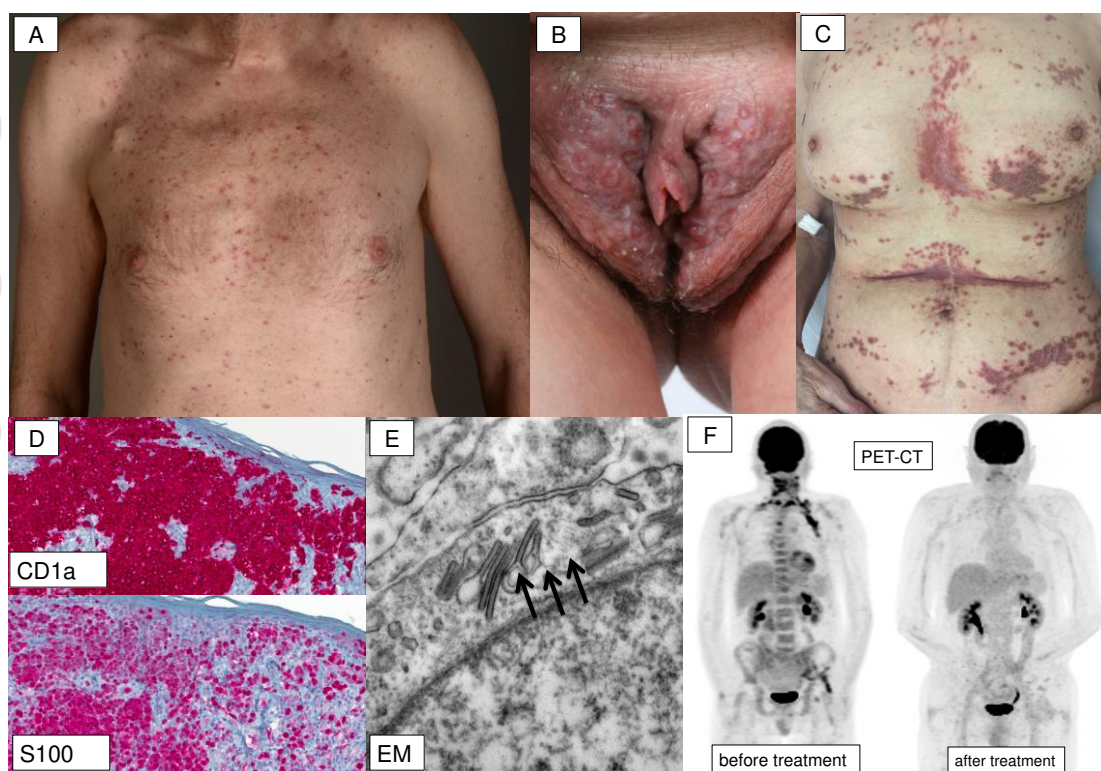 A
B
C
D
CD1a
S100
E
EM
F
PET-CT
before treatment
after treatment